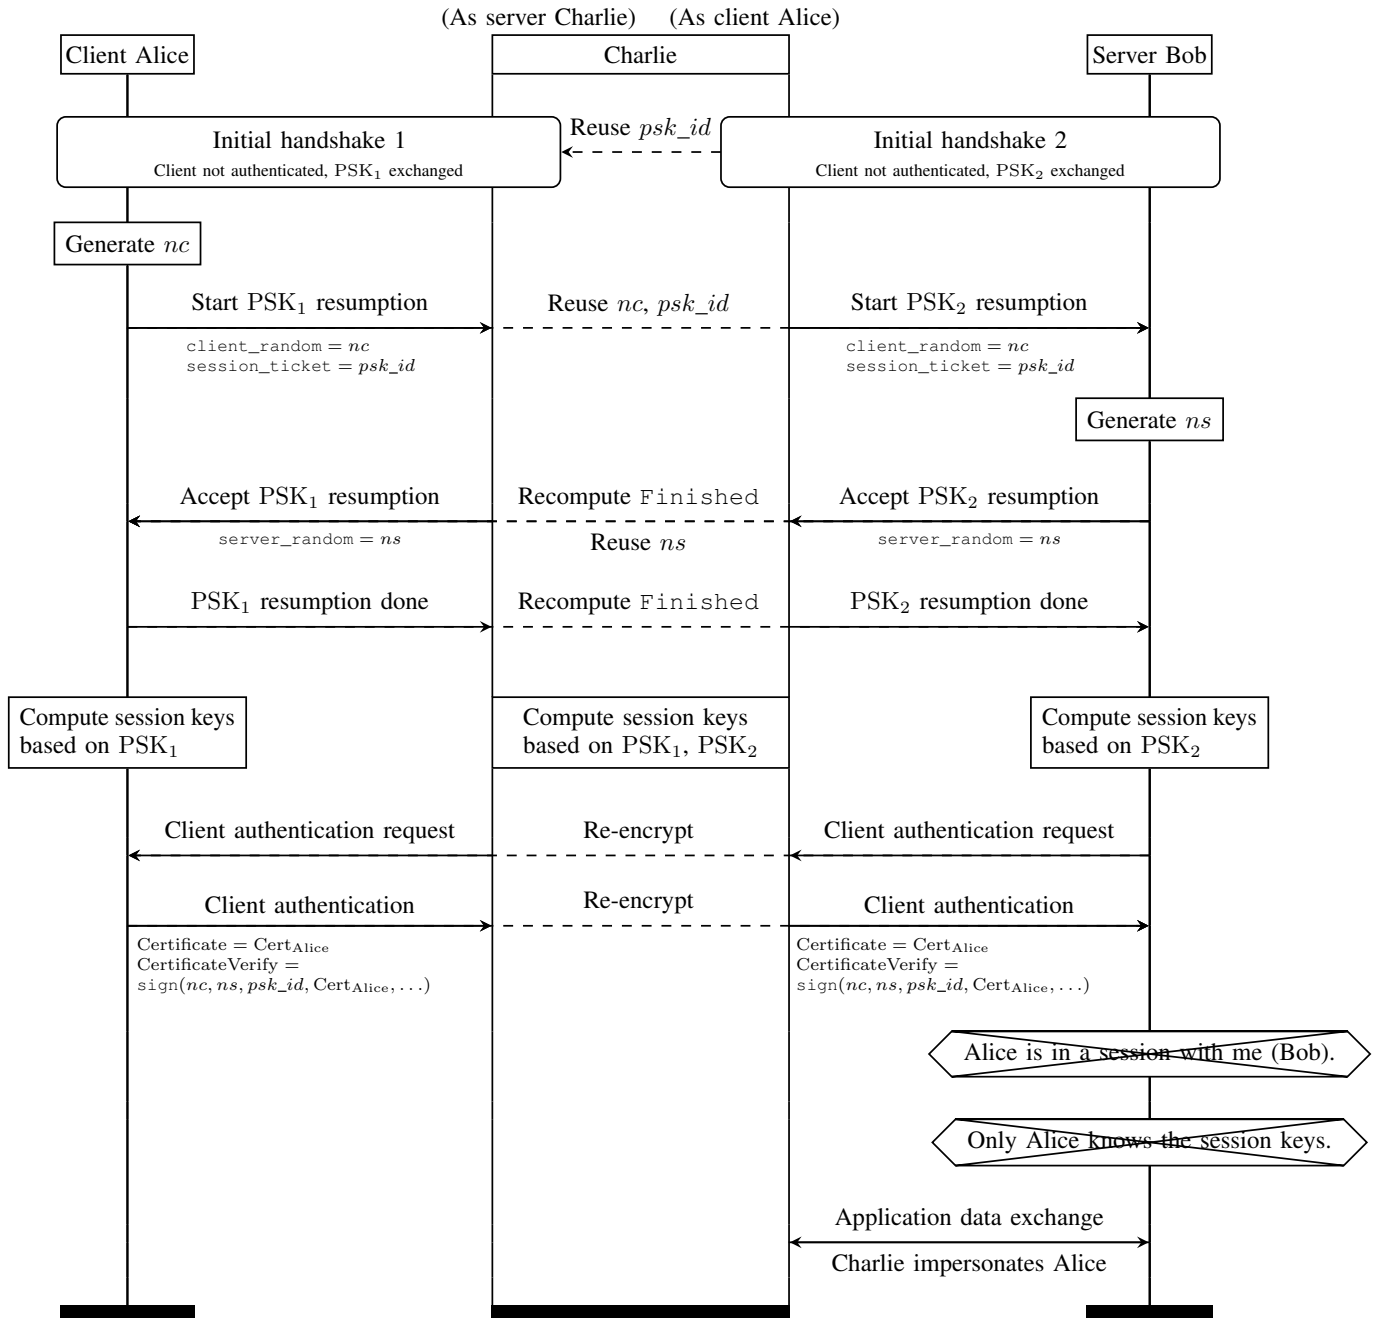 (As server Charlie) (As client Alice)
Client Alice
Charlie
Server Bob
Initial handshake 1
Client not authenticated, PSK₁ exchanged
Reuse psk_id
Initial handshake 2
Client not authenticated, PSK₂ exchanged
Generate nc
Start PSK₁ resumption
Reuse nc, psk_id
Start PSK₂ resumption
client_random = nc
session_ticket = psk_id
client_random = nc
session_ticket = psk_id
Generate ns
Accept PSK₁ resumption
Recompute Finished
Accept PSK₂ resumption
server_random = ns
Reuse ns
server_random = ns
PSK₁ resumption done
Recompute Finished
PSK₂ resumption done
Compute session keys
based on PSK₁
Compute session keys
based on PSK₁, PSK₂
Compute session keys
based on PSK₂
Client authentication request
Re-encrypt
Client authentication request
Client authentication
Re-encrypt
Client authentication
Certificate = Cert_Alice
CertificateVerify =
sign(nc, ns, psk_id, Cert_Alice, ...)
Certificate = Cert_Alice
CertificateVerify =
sign(nc, ns, psk_id, Cert_Alice, ...)
Alice is in a session with me (Bob).
Only Alice knows the session keys.
Application data exchange
Charlie impersonates Alice